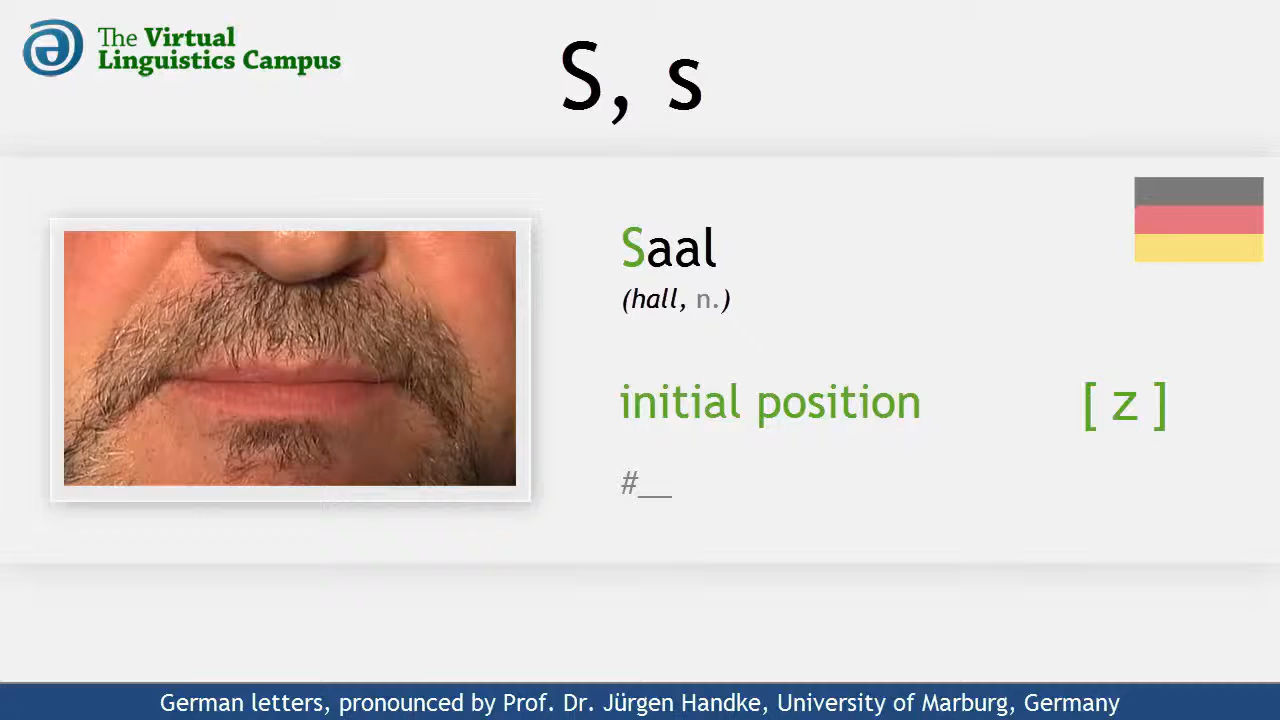 The Virtual
Linguistics Campus
S, s
Saal
(hall, n.)
initial position [ z ]
#__
German letters, pronounced by Prof. Dr. Jürgen Handke, University of Marburg, Germany